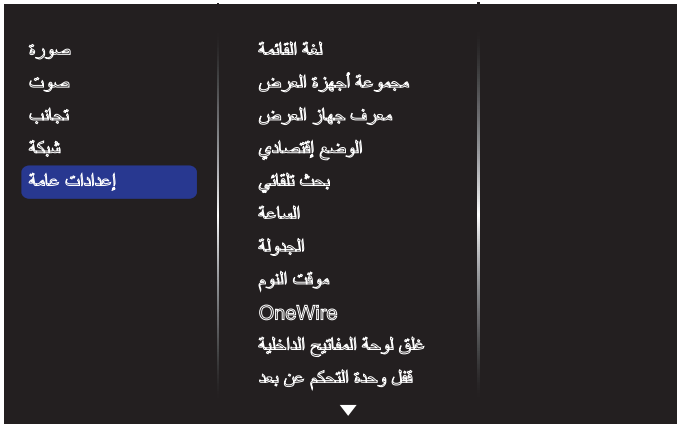 صورة
صوت
تجانب
شبكة
إعدادات عامة
لغة القائمة
مجموعة أجهزة العرض
معرف جهاز العرض
الوضع إقتصادي
بحث تلقائي
الساعة
الجدولة
موقت النوم
OneWire
غلق لوحة المفاتيح الداخلية
قفل وحدة التحكم عن بعد